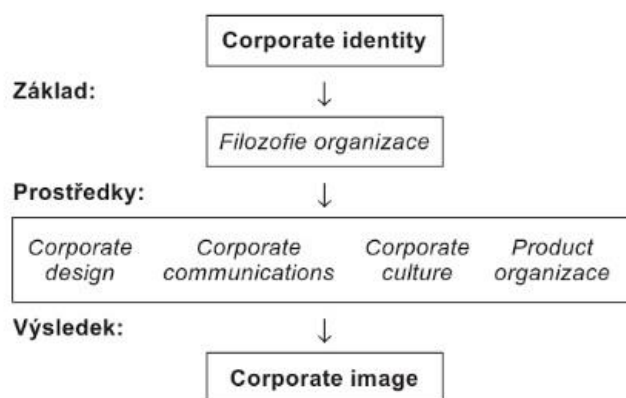 Corporate identity
Základ:
Filozofie organizace
Prostředky:
Corporate Corporate Corporate Product
design communications culture organizace
Výsledek:
Corporate image